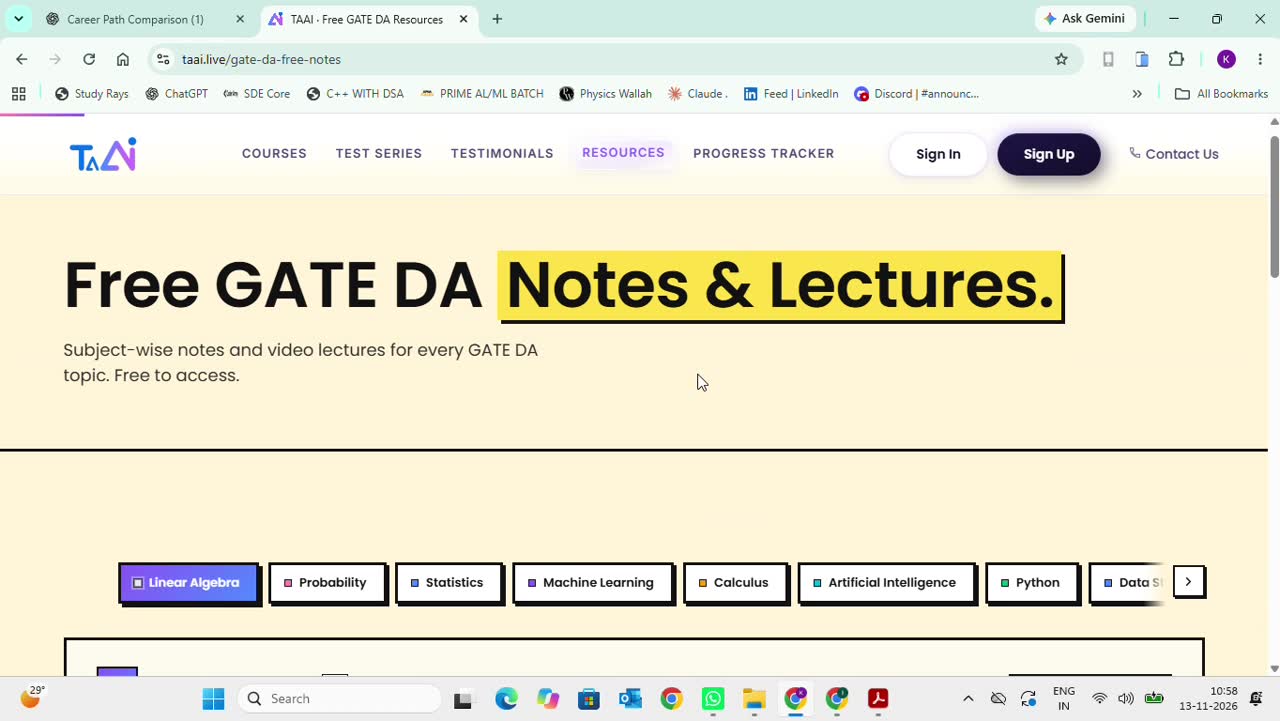 Career Path Comparison (1)
TAAI · Free GATE DA Resources
Ask Gemini
taai.live/gate-da-free-notes
K
Study Rays
ChatGPT
SDE Core
C++ WITH DSA
PRIME AL/ML BATCH
Physics Wallah
Claude .
Feed | LinkedIn
Discord | #announc...
All Bookmarks
TAAi
COURSES
TEST SERIES
TESTIMONIALS
RESOURCES
PROGRESS TRACKER
Sign In
Sign Up
Contact Us
Free GATE DA Notes & Lectures.
Subject-wise notes and video lectures for every GATE DA
topic. Free to access.
Linear Algebra
Probability
Statistics
Machine Learning
Calculus
Artificial Intelligence
Python
Data S
29°
Search
ENG
IN
10:58
13-11-2026